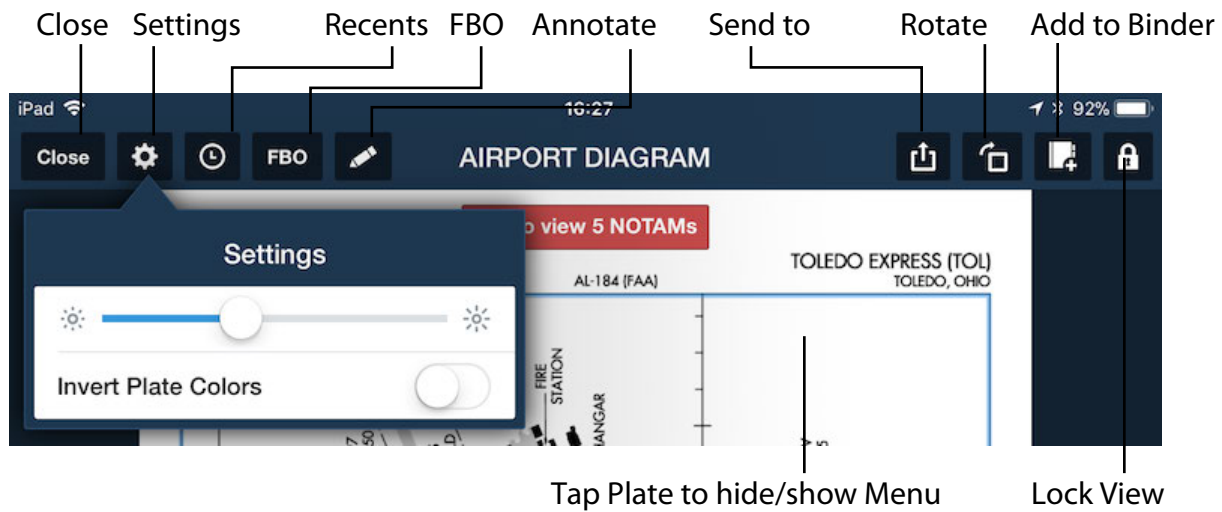 Close Settings Recents FBO Annotate Send to Rotate Add to Binder
iPad 16:27 92%
Close FBO AIRPORT DIAGRAM
o view 5 NOTAMs
Settings
TOLEDO EXPRESS (TOL)
AL-184 (FAA) TOLEDO, OHIO
Invert Plate Colors
FIRE
STATION
HANGAR
Tap Plate to hide/show Menu Lock View